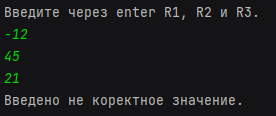 Введите через enter R1, R2 и R3.
-12
45
21
Введено не коректное значение.